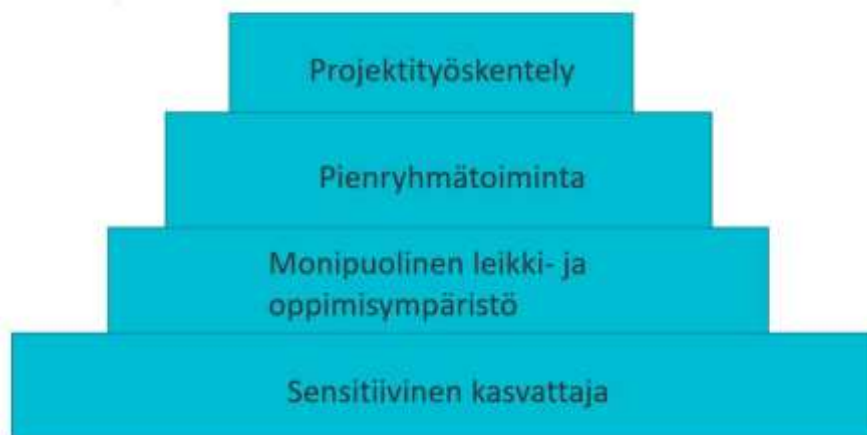 Projektityöskentely
Pienryhmätoiminta
Monipuolinen leikki- ja
oppimisympäristö
Sensitiivinen kasvattaja